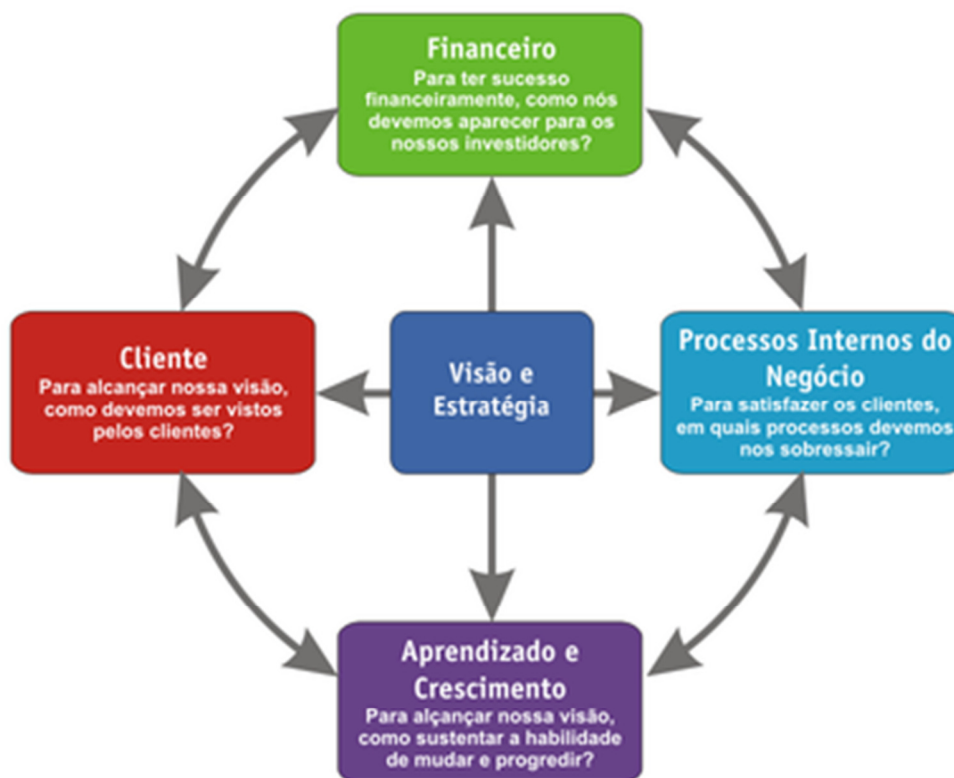 Financeiro
Para ter sucesso
financeiramente, como nós
devemos aparecer para os
nossos investidores?
Cliente
Para alcançar nossa visão,
como devemos ser vistos
pelos clientes?
Visão e
Estratégia
Processos Internos do
Negócio
Para satisfazer os clientes,
em quais processos devemos
nos sobressair?
Aprendizado e
Crescimento
Para alçançar nossa visão,
como sustentar a habilidade
de mudar e progredir?